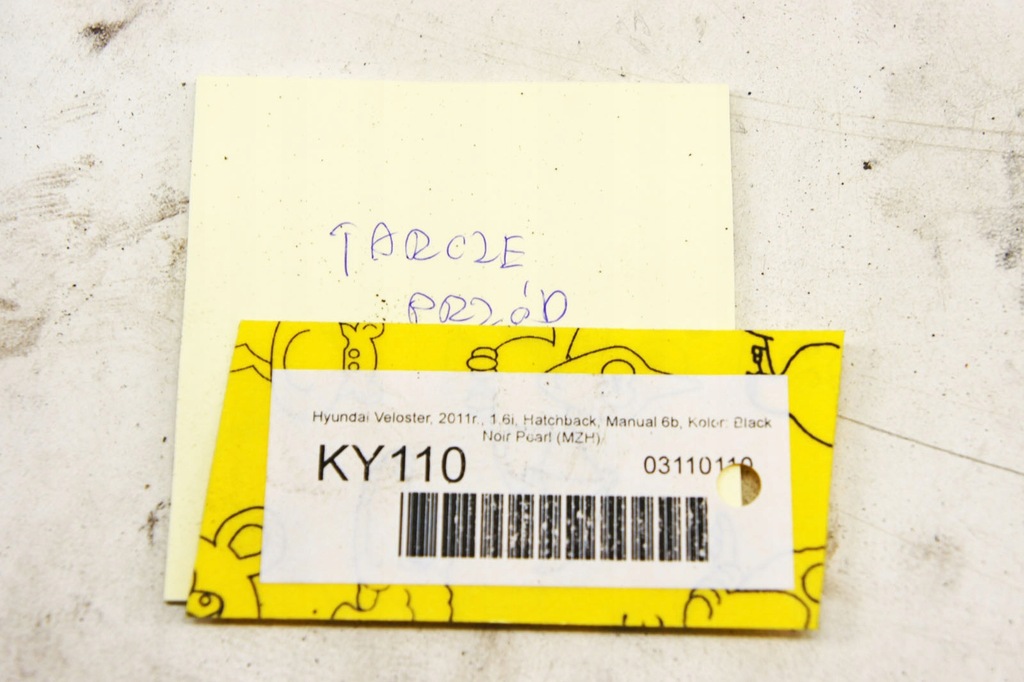 TARCZE
PRZÓD
Hyundai Veloster, 2011r., 1.6i, Hatchback, Manual 6b, Kolor: Black
Noir Pearl (MZH)
KY110
03110110